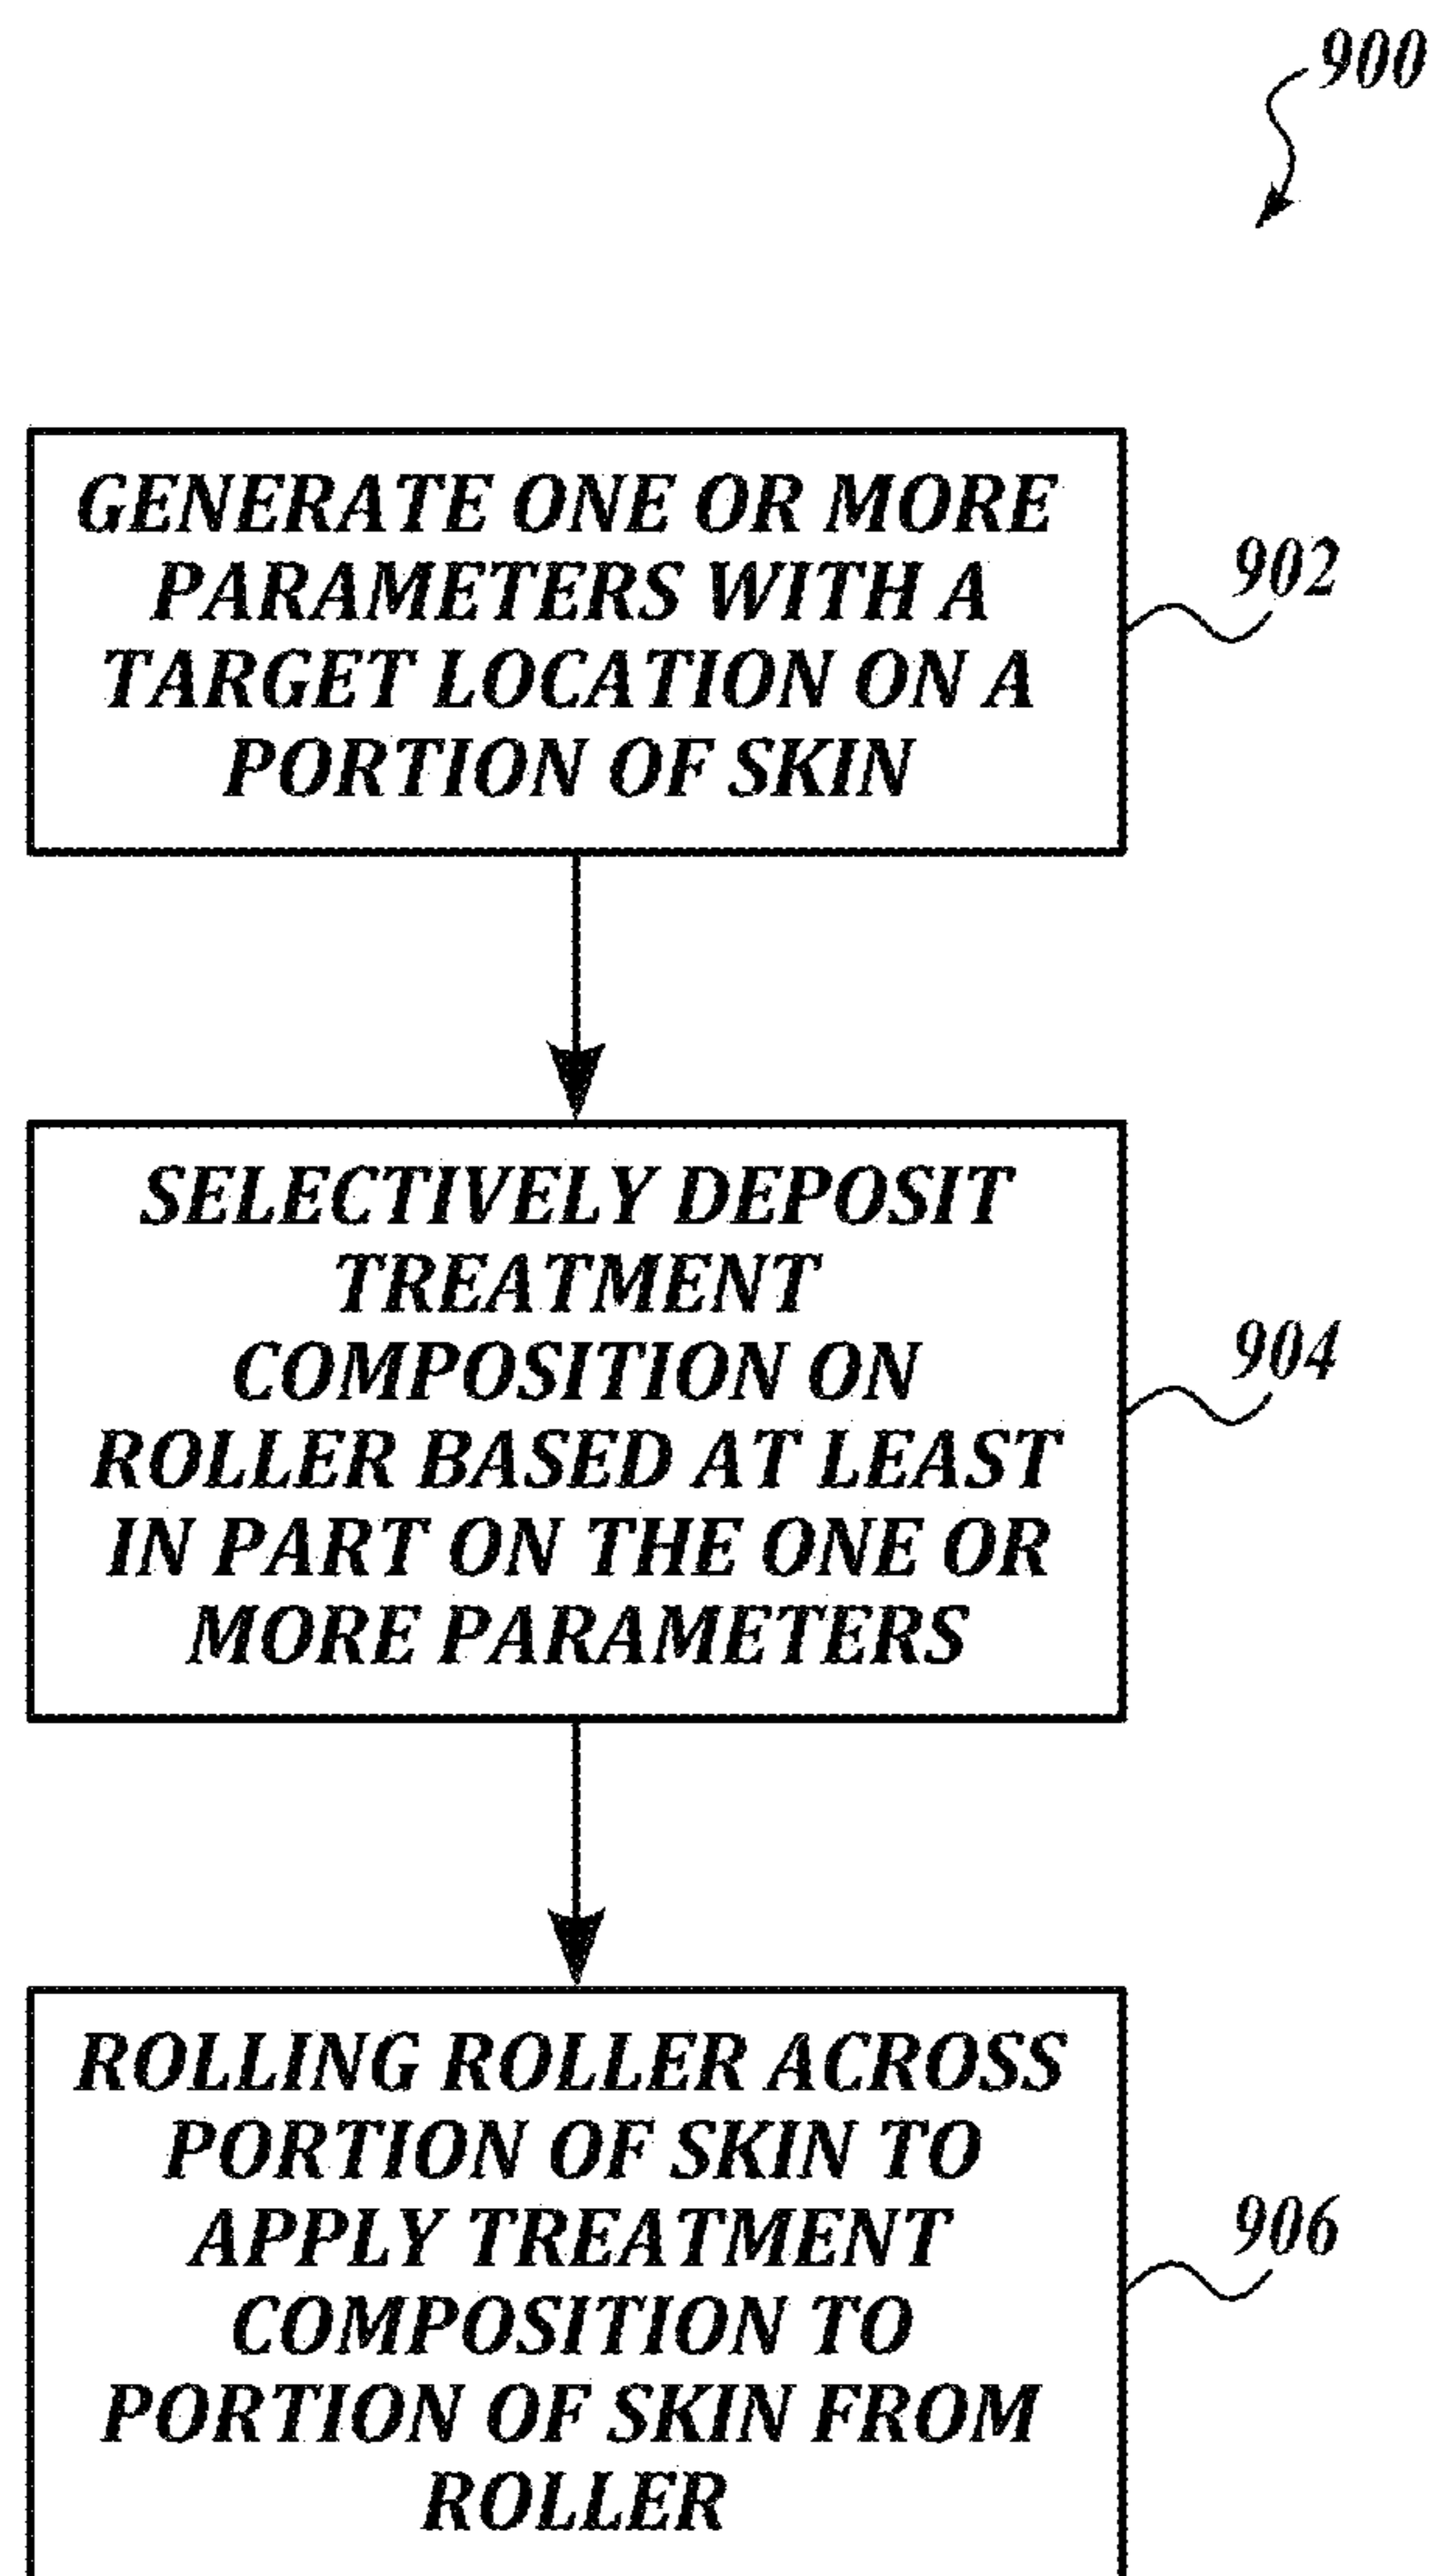 900
GENERATE ONE OR MORE
PARAMETERS WITH A
TARGET LOCATION ON A
PORTION OF SKIN
902
SELECTIVELY DEPOSIT
TREATMENT
COMPOSITION ON
ROLLER BASED AT LEAST
IN PART ON THE ONE OR
MORE PARAMETERS
904
ROLLING ROLLER ACROSS
PORTION OF SKIN TO
APPLY TREATMENT
COMPOSITION TO
PORTION OF SKIN FROM
ROLLER
906